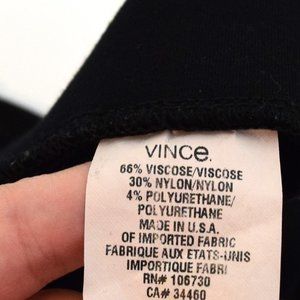 VINCE.
66% VISCOSE/VISCOSE
30% NYLON/NYLON
4% POLYURETHANE/
POLYURETHANE
MADE IN U.S.A.
OF IMPORTED FABRIC
FABRIQUE AUX ETATS-UNIS
IMPORTIQUE FABRI
RN# 106730
CA# 34460